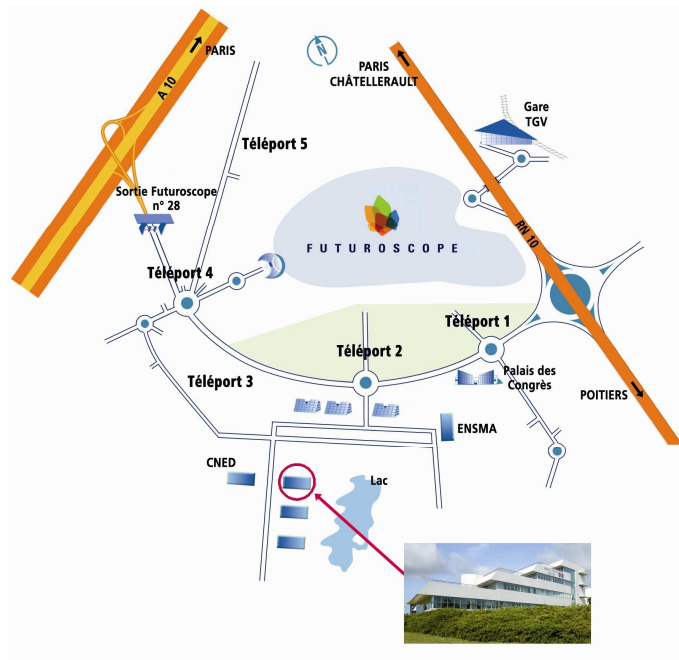 PARIS
A 10
N
PARIS
CHÂTELLERAULT
Gare
TGV
Téléport 5
Sortie Futuroscope
n° 28
FUTUROSCOPE
RN 10
Téléport 4
Téléport 1
Téléport 2
Téléport 3
Palais des
Congrès
POITIERS
ENSMA
CNED
Lac